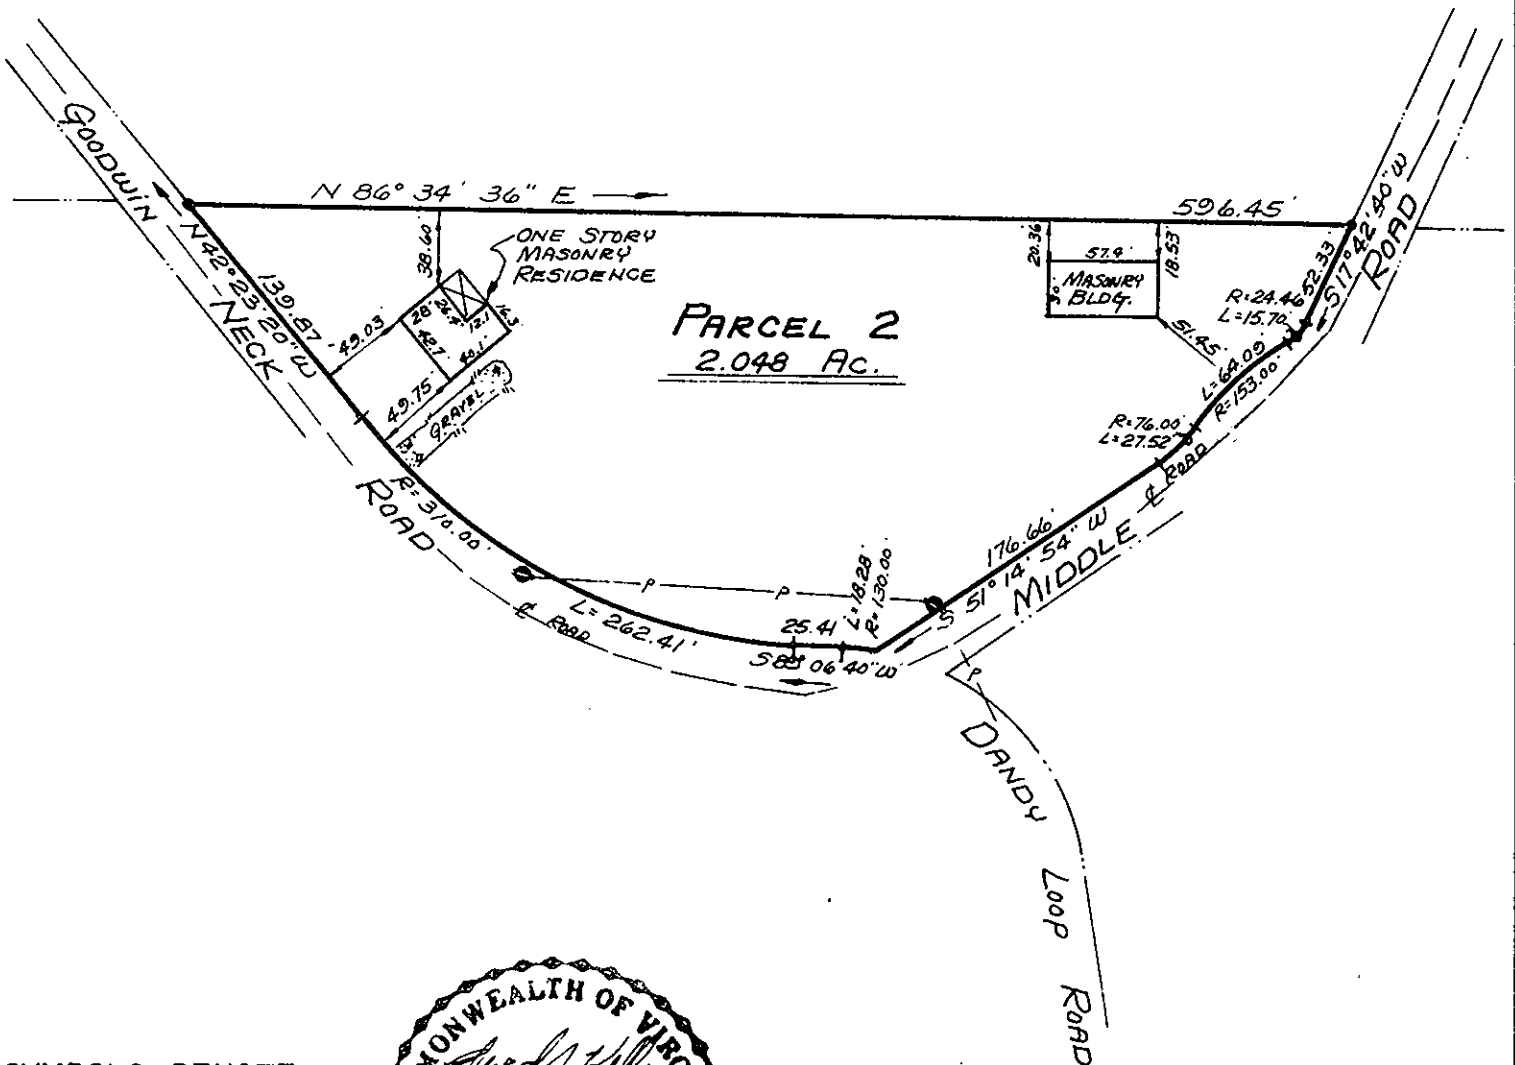 GOODWIN NECK ROAD
N 86° 34' 36" E
596.45'
N 42° 23' 20" W
139.87
38.60
ONE STORY
MASONRY
RESIDENCE
28
12.1
16.3
42.7
40.1
49.03
49.75
GRAVEL
PARCEL 2
2.048 Ac.
20.36
57.9
18.53
MASONRY
BLDG.
51.45
R=24.46
L=15.70
52.33
S 17° 42' 40" W
ROAD
L=64.09
R=153.00'
R=76.00
L=27.52
℄ ROAD
176.66'
S 51° 14' 54" W
MIDDLE
R=310.00'
L=262.41'
℄ ROAD
P
P
25.41
L=18.28'
R=130.00'
06' 40" W
P
DANDY LOOP ROAD
MONWEALTH OF VIRG